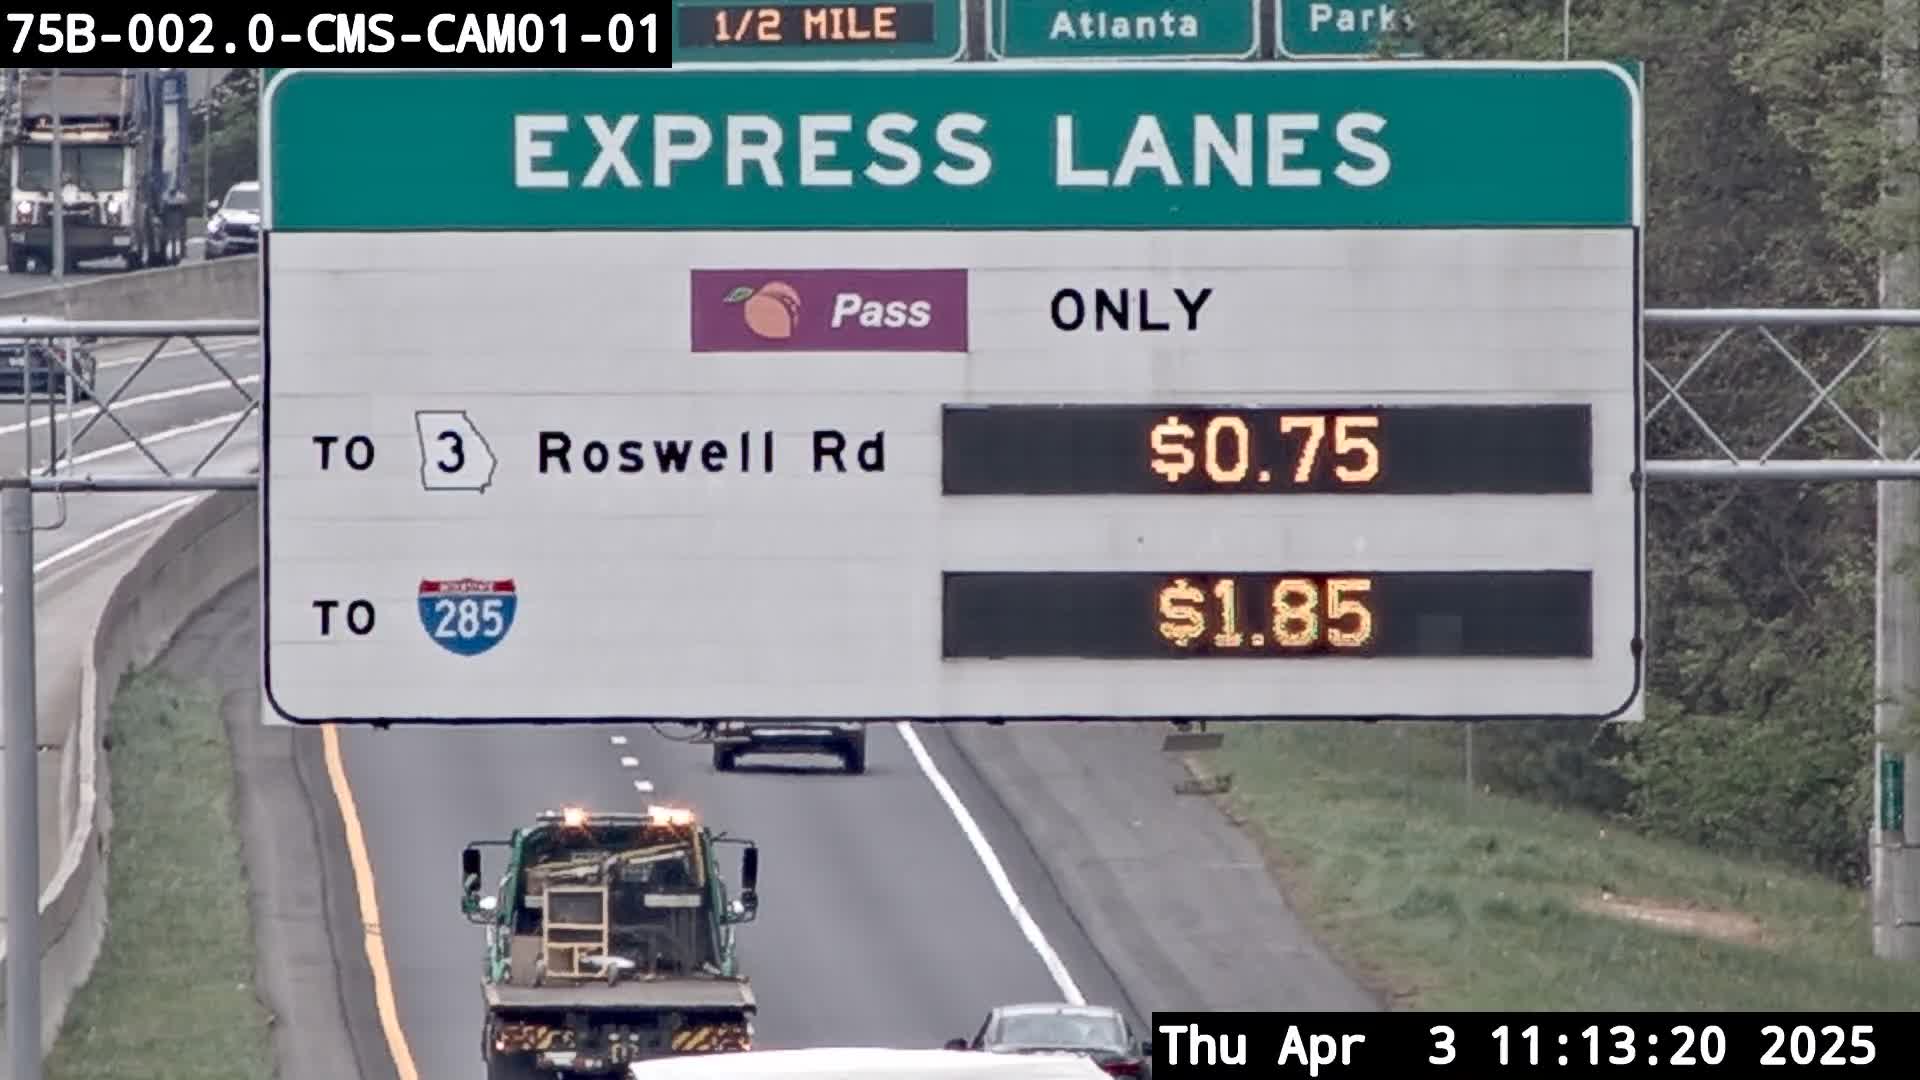 75B-002.0-CMS-CAM01-01
1/2 MILE
Atlanta
EXPRESS LANES
Pass ONLY
TO 3 Roswell Rd $0.75
TO 285 $1.85
Thu Apr 3 11:13:20 2025